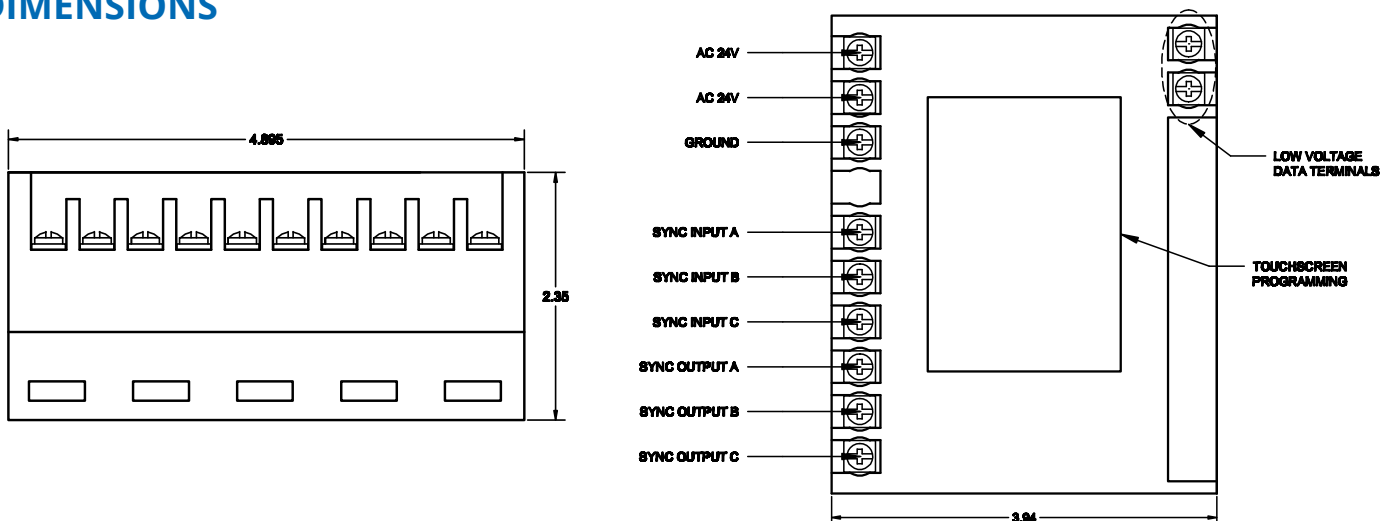 DIMENSIONS
4.895
2.35
AC 24V
AC 24V
GROUND
SYNC INPUT A
SYNC INPUT B
SYNC INPUT C
SYNC OUTPUT A
SYNC OUTPUT B
SYNC OUTPUT C
LOW VOLTAGE
DATA TERMINALS
TOUCHSCREEN
PROGRAMMING
3.94